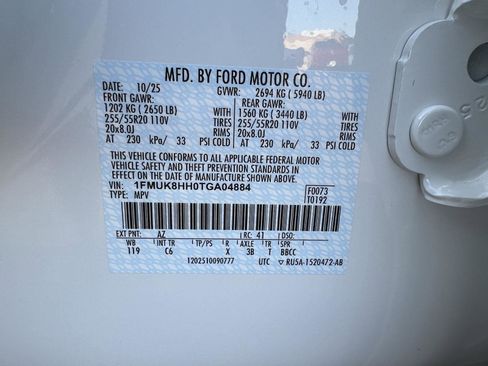 MFD. BY FORD MOTOR CO.
DATE: 10/25 GVWR: 2694 KG ( 5940 LB)
FRONT GAWR: REAR GAWR:
1202 KG ( 2650 LB) 1560 KG ( 3440 LB)
255/55R20 110V TIRES 255/55R20 110V TIRES
20x8.0J RIMS 20x8.0J RIMS
AT 230 kPa/ 33 PSI COLD AT 230 kPa/ 33 PSI COLD
THIS VEHICLE CONFORMS TO ALL APPLICABLE FEDERAL MOTOR
VEHICLE SAFETY AND THEFT PREVENTION STANDARDS IN
EFFECT ON THE DATE OF MANUFACTURE SHOWN ABOVE.
VIN: 1FMUK8HH0TGA04884 F0073
TYPE: MPV T0192
EXT PNT: AZ RC: 41 DSO:
WB INT TR TP/PS R AXLE TR SPR
119 C6 X 3B T BBCC
1202510090777 UTC ▽ RU5A-1520472-AB